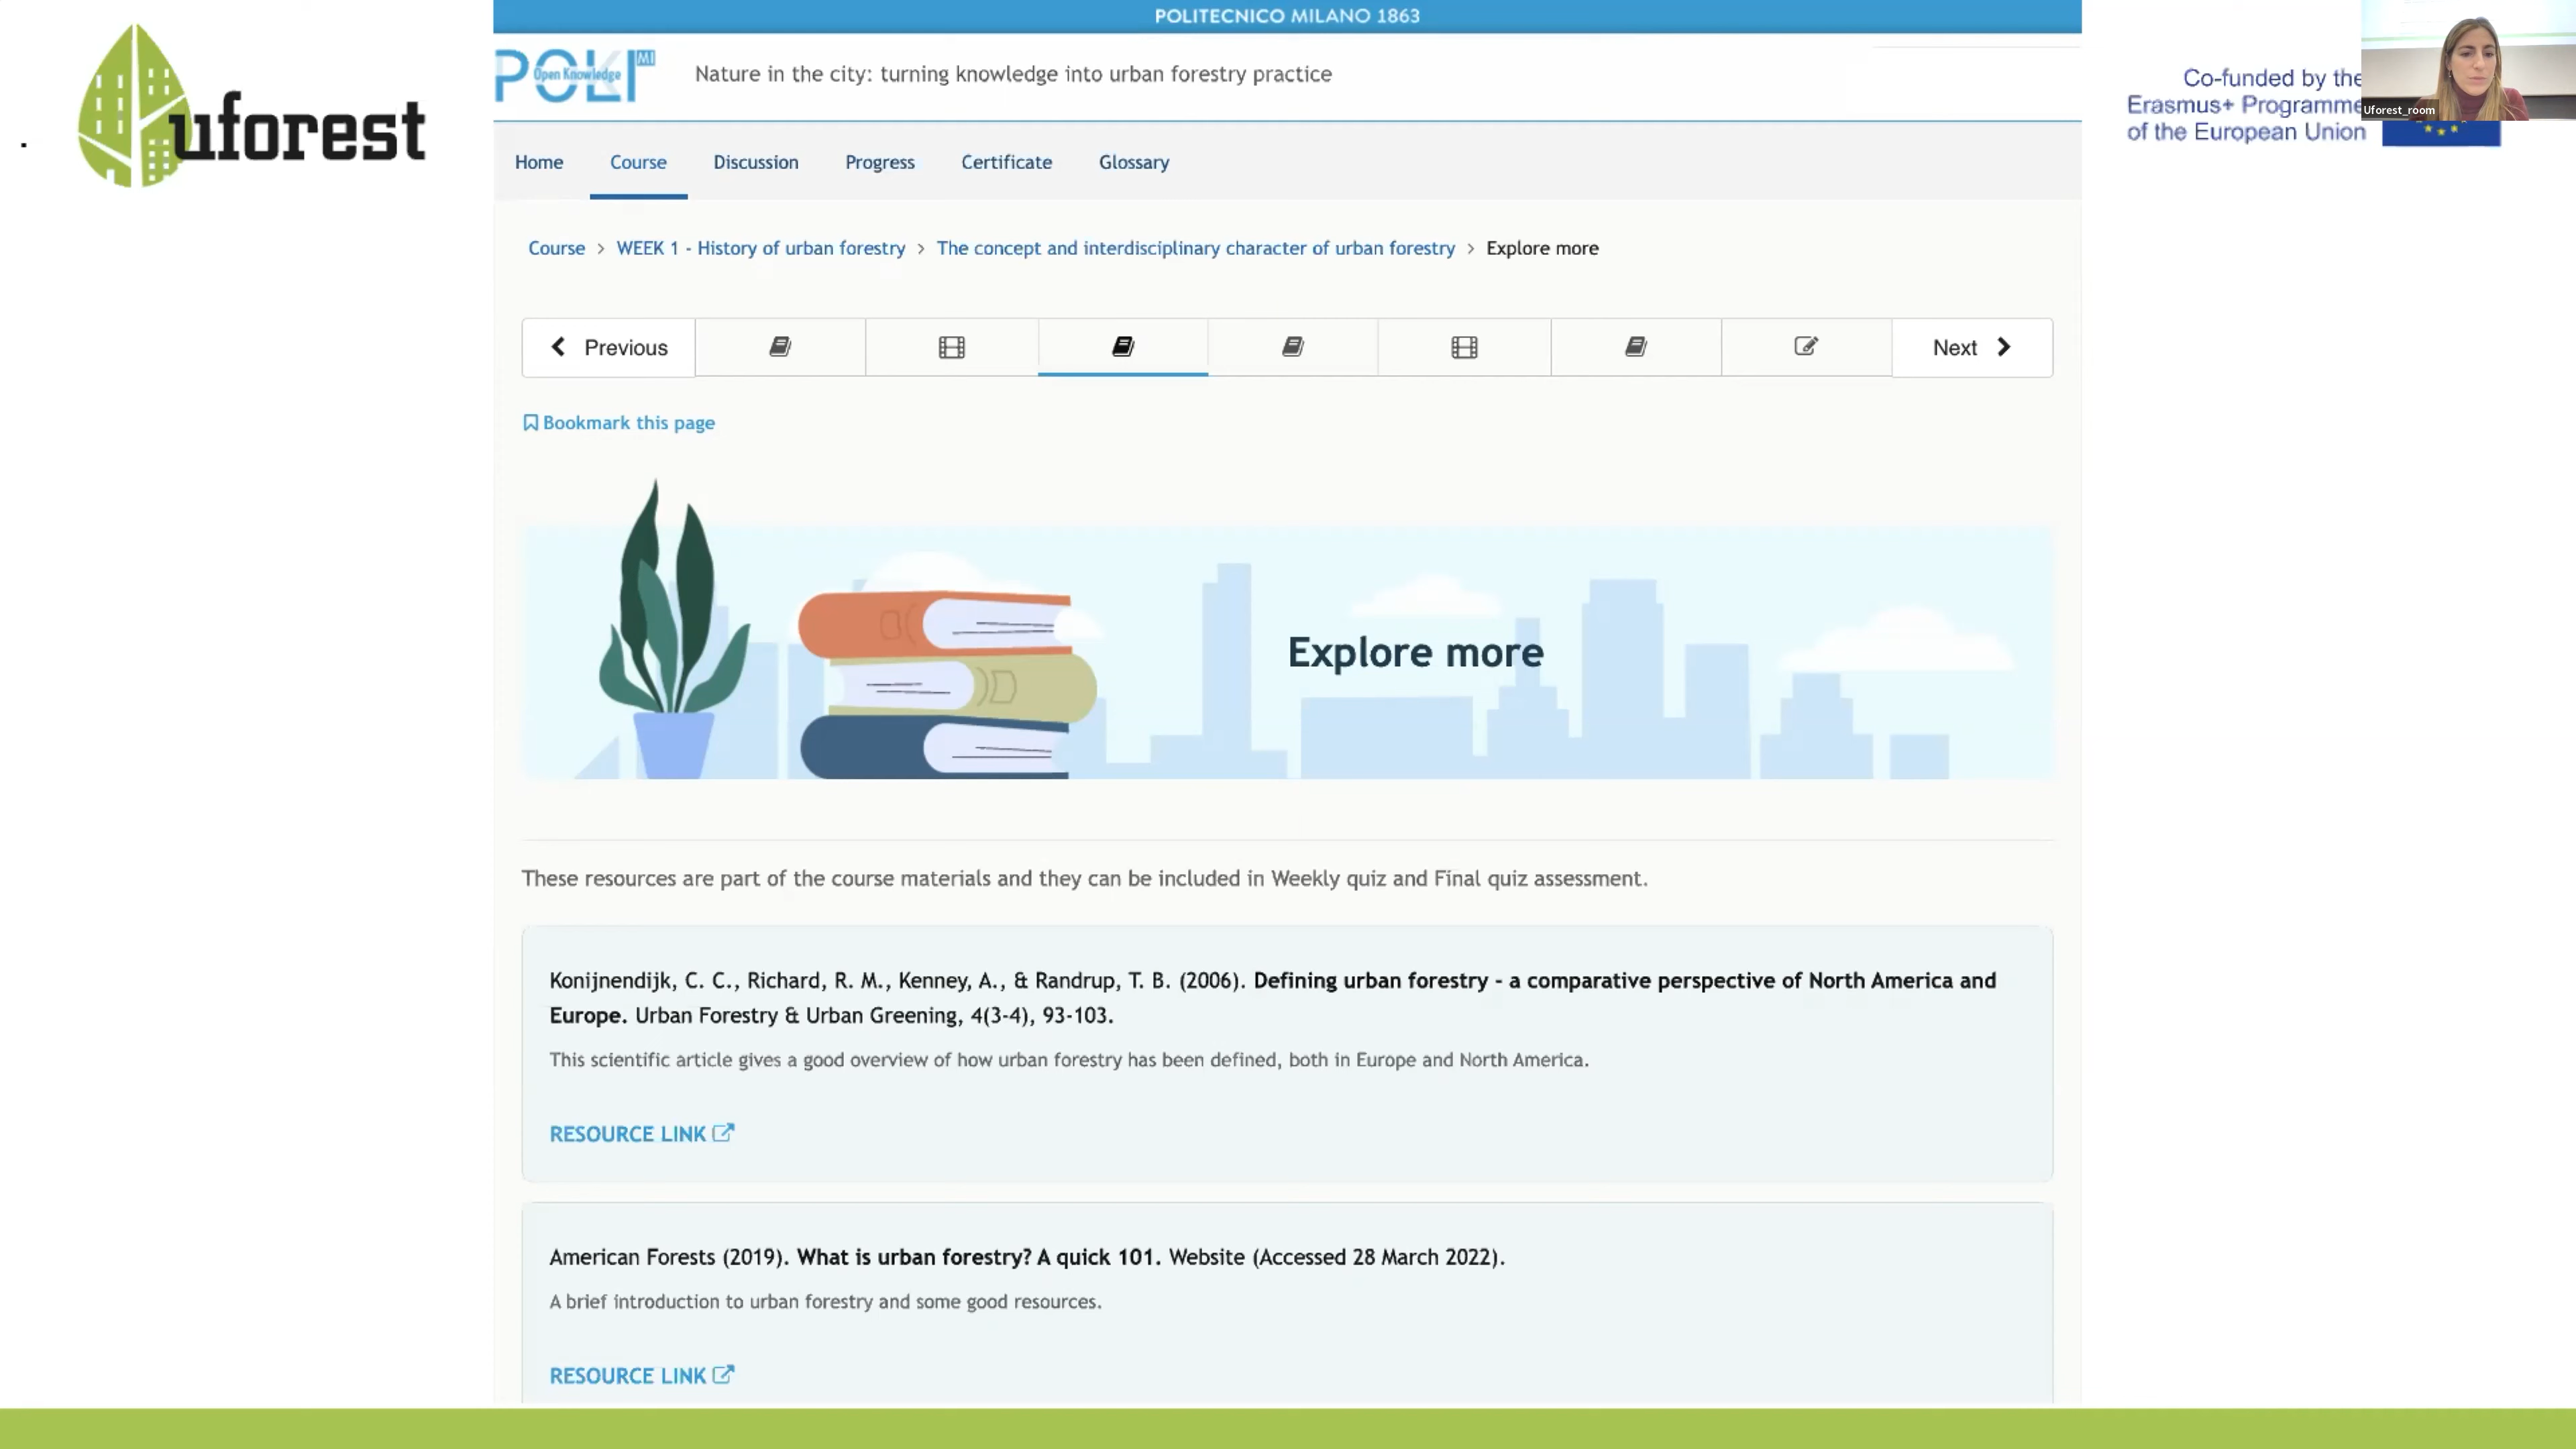 POLITECNICO MILANO 1863
uforest
POLI MI
Open Knowledge
Nature in the city: turning knowledge into urban forestry practice
Co-funded by the
Erasmus+ Programme
of the European Union
Uforest_room
Home
Course
Discussion
Progress
Certificate
Glossary
Course > WEEK 1 - History of urban forestry > The concept and interdisciplinary character of urban forestry > Explore more
Previous
Next
Bookmark this page
Explore more
These resources are part of the course materials and they can be included in Weekly quiz and Final quiz assessment.
Konijnendijk, C. C., Richard, R. M., Kenney, A., & Randrup, T. B. (2006). Defining urban forestry - a comparative perspective of North America and
Europe. Urban Forestry & Urban Greening, 4(3-4), 93-103.
This scientific article gives a good overview of how urban forestry has been defined, both in Europe and North America.
RESOURCE LINK
American Forests (2019). What is urban forestry? A quick 101. Website (Accessed 28 March 2022).
A brief introduction to urban forestry and some good resources.
RESOURCE LINK